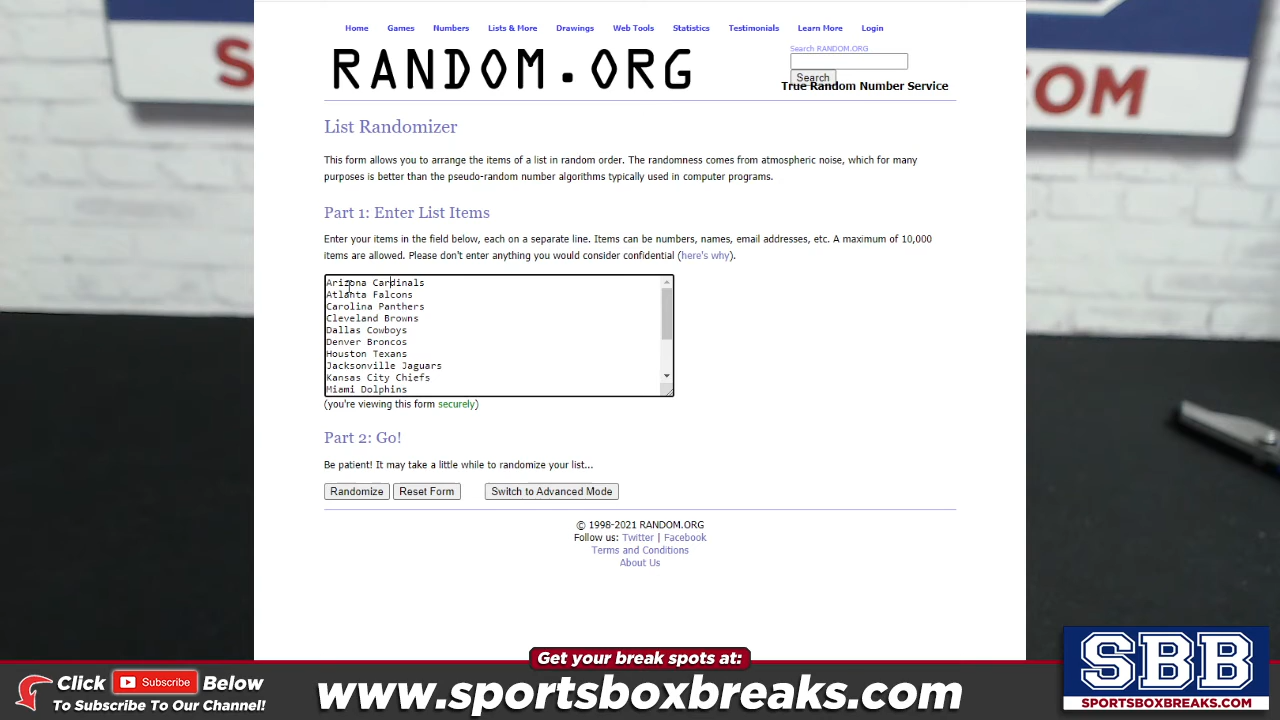 Home Games Numbers Lists & More Drawings Web Tools Statistics Testimonials Learn More Login
RANDOM.ORG
Search RANDOM.ORG
Search
True Random Number Service
List Randomizer
This form allows you to arrange the items of a list in random order. The randomness comes from atmospheric noise, which for many
purposes is better than the pseudo-random number algorithms typically used in computer programs.
Part 1: Enter List Items
Enter your items in the field below, each on a separate line. Items can be numbers, names, email addresses, etc. A maximum of 10,000
items are allowed. Please don't enter anything you would consider confidential (here's why).
Arizona Cardinals
Atlanta Falcons
Carolina Panthers
Cleveland Browns
Dallas Cowboys
Denver Broncos
Houston Texans
Jacksonville Jaguars
Kansas City Chiefs
Miami Dolphins
(you're viewing this form securely)
Part 2: Go!
Be patient! It may take a little while to randomize your list...
Randomize Reset Form Switch to Advanced Mode
© 1998-2021 RANDOM.ORG
Follow us: Twitter | Facebook
Terms and Conditions
About Us
Get your break spots at:
Click Subscribe Below
To Subscribe To Our Channel!
www.sportsboxbreaks.com
SBB
SPORTSBOXBREAKS.COM